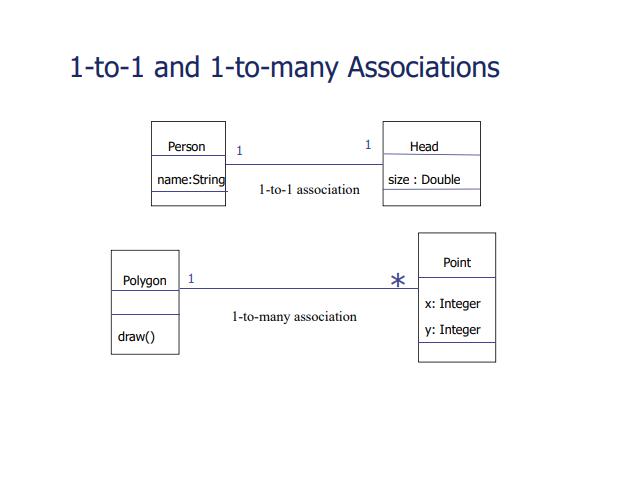 1-to-1 and 1-to-many Associations
Person
1
1
Head
name:String
size : Double
1-to-1 association
Polygon
1
*
Point
x: Integer
1-to-many association
y: Integer
draw()